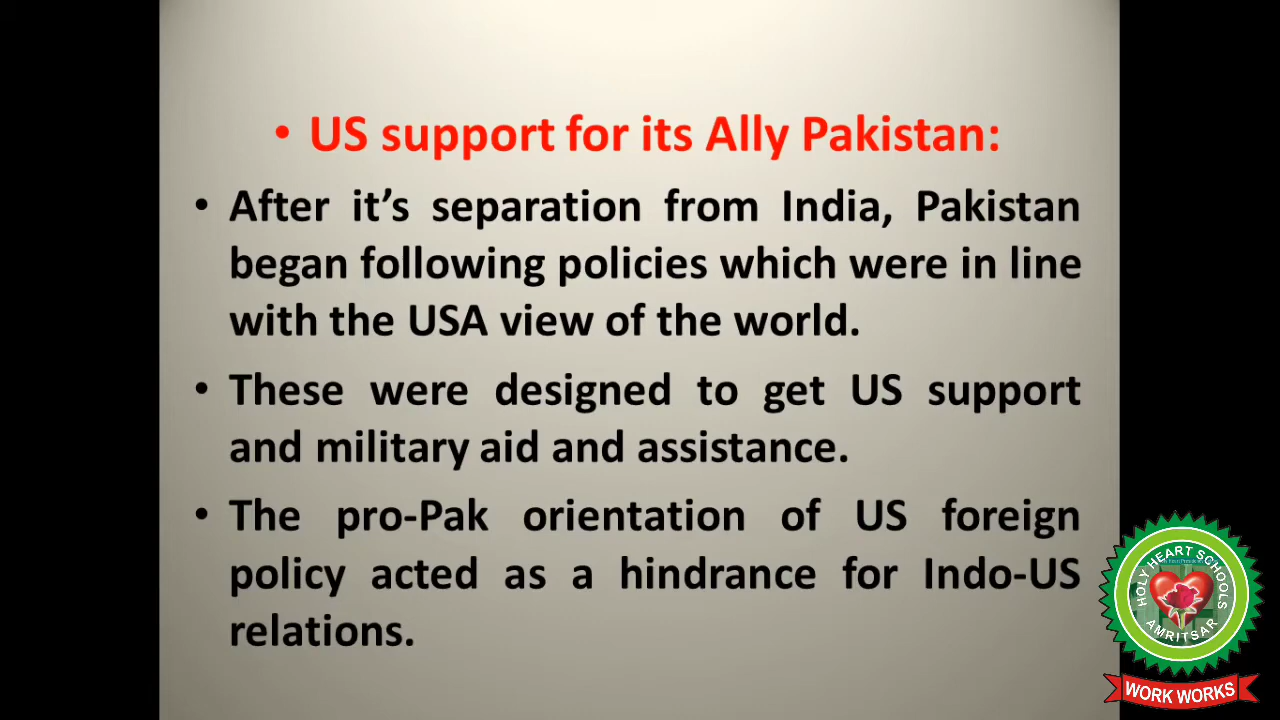 • US support for its Ally Pakistan:
• After it’s separation from India, Pakistan
began following policies which were in line
with the USA view of the world.
• These were designed to get US support
and military aid and assistance.
• The pro-Pak orientation of US foreign
policy acted as a hindrance for Indo-US
relations.
HOLY HEART SCHOOLS
AMRITSAR
WORK WORKS